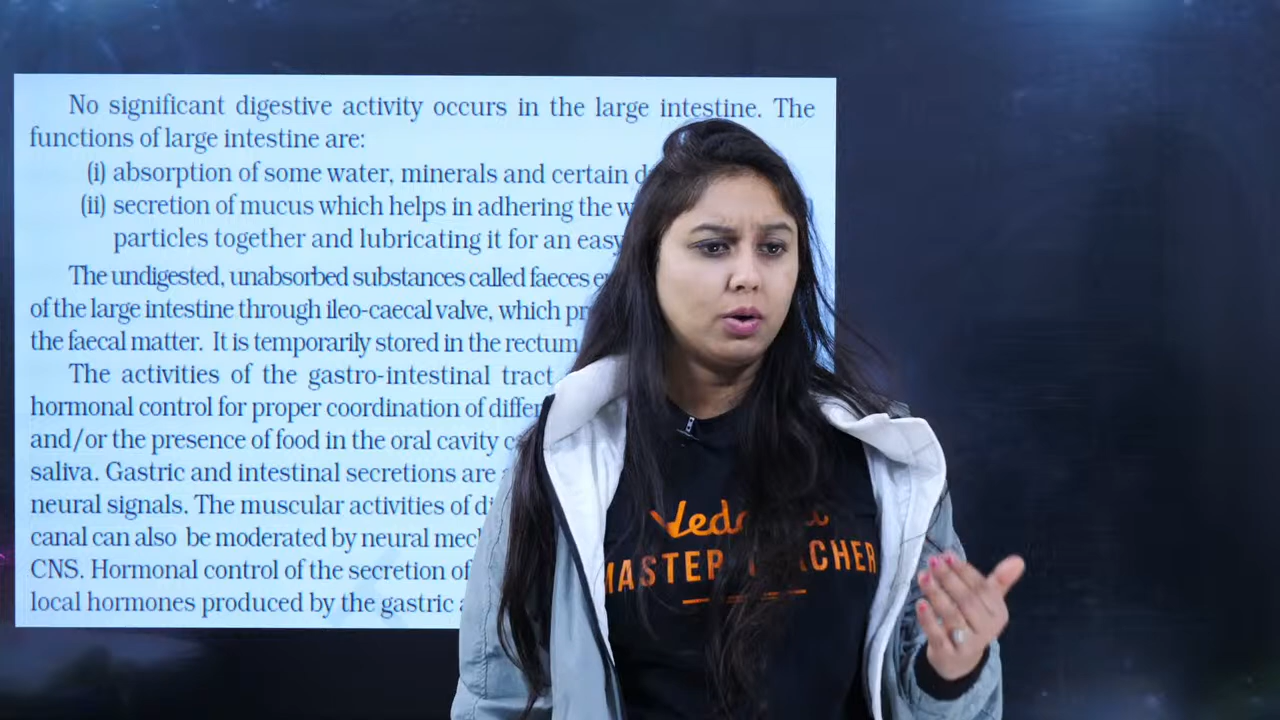 No significant digestive activity occurs in the large intestine. The
functions of large intestine are:
(i) absorption of some water, minerals and certain
(ii) secretion of mucus which helps in adhering the
particles together and lubricating it for an easy
The undigested, unabsorbed substances called faeces
of the large intestine through ileo-caecal valve, which
the faecal matter. It is temporarily stored in the rectum
The activities of the gastro-intestinal tract
hormonal control for proper coordination of
and/or the presence of food in the oral cavity
saliva. Gastric and intestinal secretions are
neural signals. The muscular activities of
canal can also be moderated by neural
CNS. Hormonal control of the secretion of
local hormones produced by the gastric
MASTER